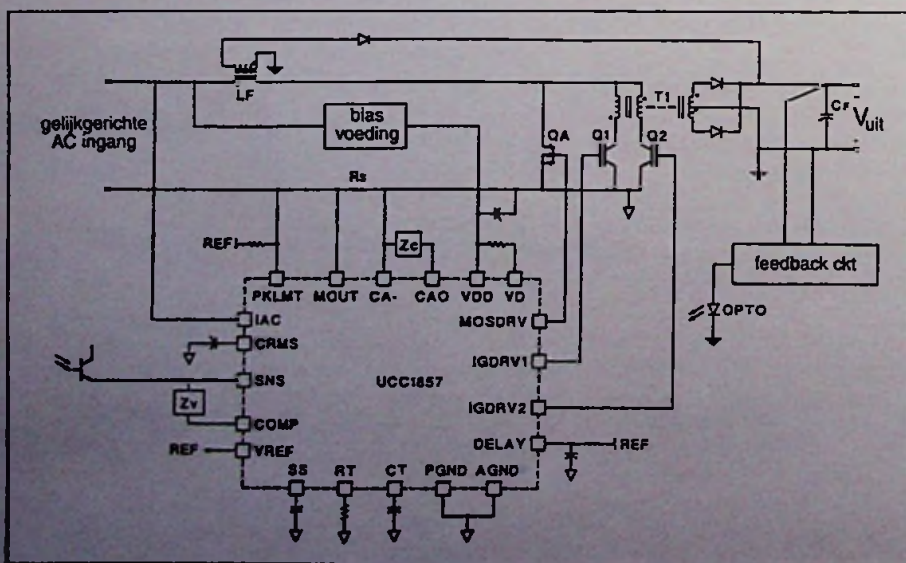 LF
gelijkgerichte
AC ingang
bias
voeding
QA
Q1
Q2
T1
CF
Vuit
Rs
REF
Zc
feedback ckt
OPTO
PKLMT
MOUT
CA-
CAO
VDD
VD
IAC
CRMS
SNS
Zv
COMP
REF
VREF
UCC1857
MOSDRV
IGDRV1
IGDRV2
DELAY
REF
SS
RT
CT
PGND
AGND